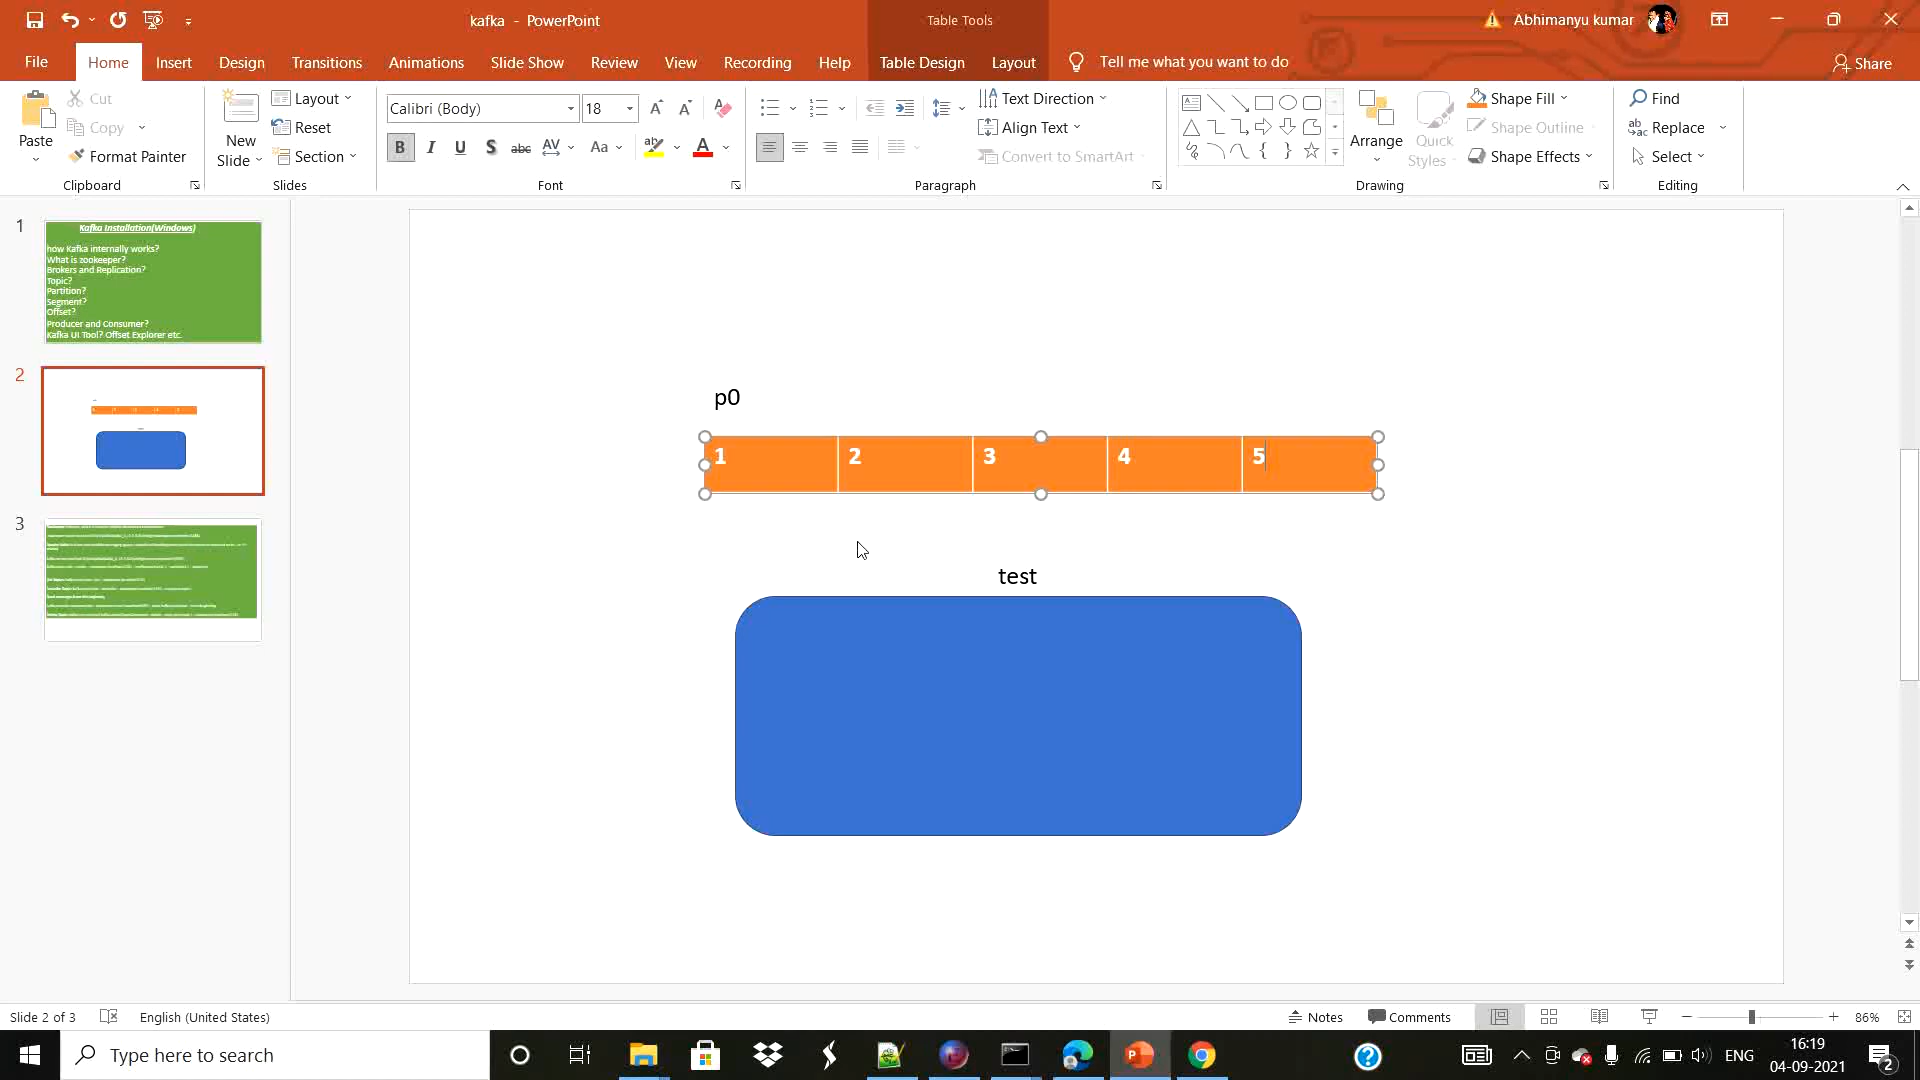 kafka - PowerPoint
Table Tools
Abhimanyu kumar
File Home Insert Design Transitions Animations Slide Show Review View Recording Help Table Design Layout Tell me what you want to do Share
Paste
Cut
Copy
Format Painter
Clipboard
New Slide
Layout
Reset
Section
Slides
Calibri (Body) 18
B I U S abc AV Aa A
Font
Text Direction
Align Text
Convert to SmartArt
Paragraph
Arrange
Quick Styles
Shape Fill
Shape Outline
Shape Effects
Drawing
Find
Replace
Select
Editing
1
Kafka Installation(Windows)
how Kafka internally works?
What is zookeeper?
Brokers and Replication?
Topic?
Partition?
Segment?
Offset?
Producer and Consumer?
Kafka UI Tool? Offset Explorer etc.
2
3
p0
1 2 3 4 5
test
Slide 2 of 3 English (United States) Notes Comments 86%
Type here to search
ENG
16:19
04-09-2021
2